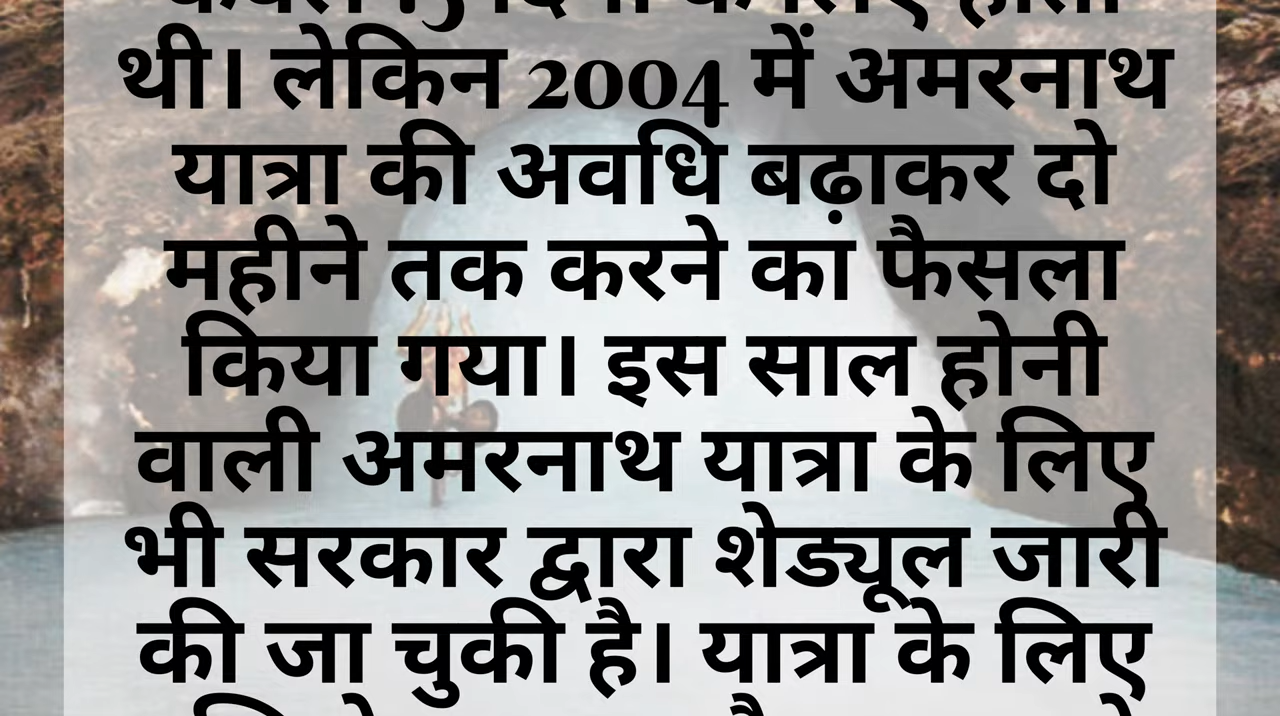 थी। लेकिन 2004 में अमरनाथ
यात्रा की अवधि बढ़ाकर दो
महीने तक करने का फैसला
किया गया। इस साल होनी
वाली अमरनाथ यात्रा के लिए
भी सरकार द्वारा शेड्यूल जारी
की जा चुकी है। यात्रा के लिए